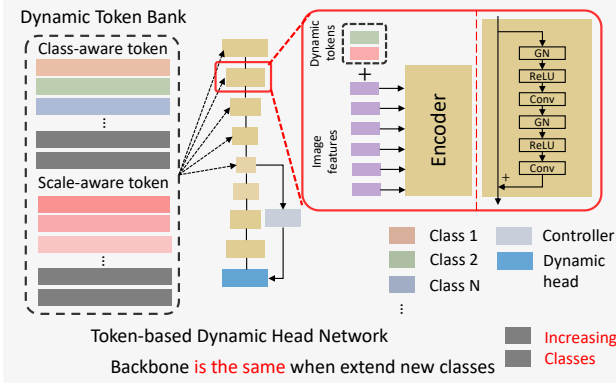 Dynamic Token Bank
Class-aware token
...
Scale-aware token
...
Dynamic
tokens
+
Image
features
Encoder
GN
ReLU
Conv
GN
ReLU
Conv
+
Class 1
Class 2
Class N
...
Controller
Dynamic
head
Token-based Dynamic Head Network
Increasing
Classes
Backbone is the same when extend new classes